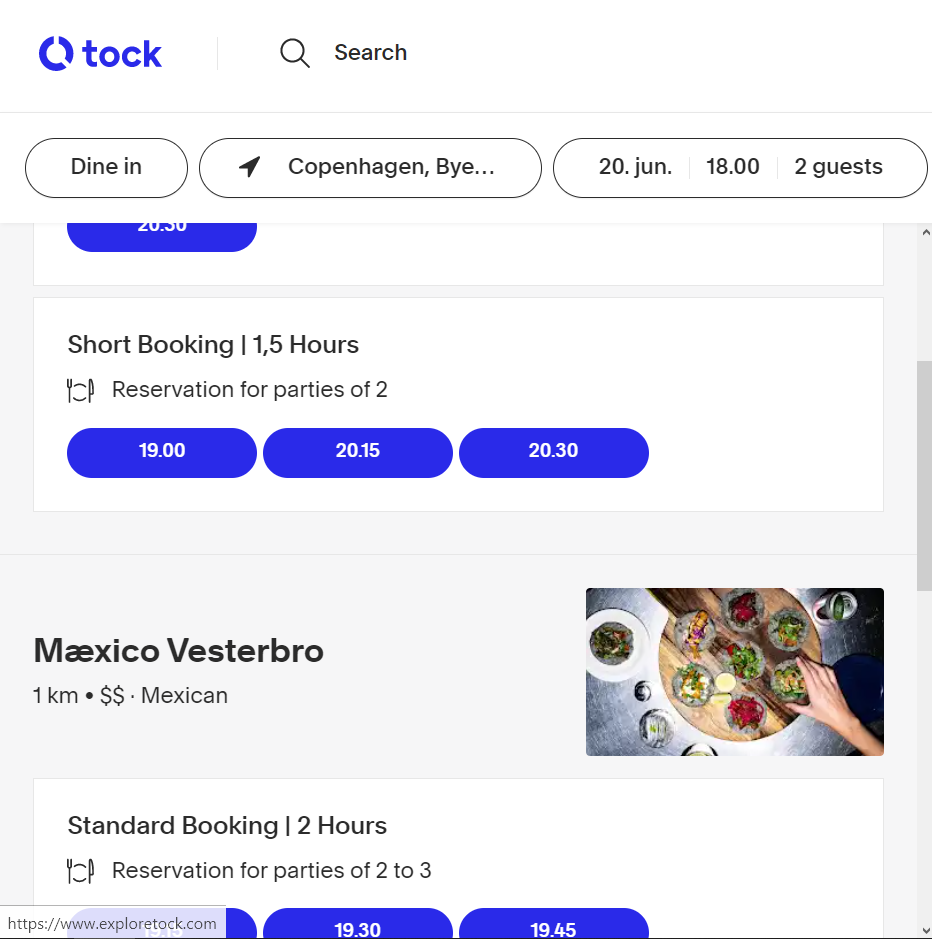 tock
Search
Dine in
Copenhagen, Bye...
20. jun. 18.00 2 guests
20.30
Short Booking | 1,5 Hours
Reservation for parties of 2
19.00 20.15 20.30
Mæxico Vesterbro
1 km • $$ · Mexican
Standard Booking | 2 Hours
Reservation for parties of 2 to 3
19.15 19.30 19.45
https://www.exploretock.com